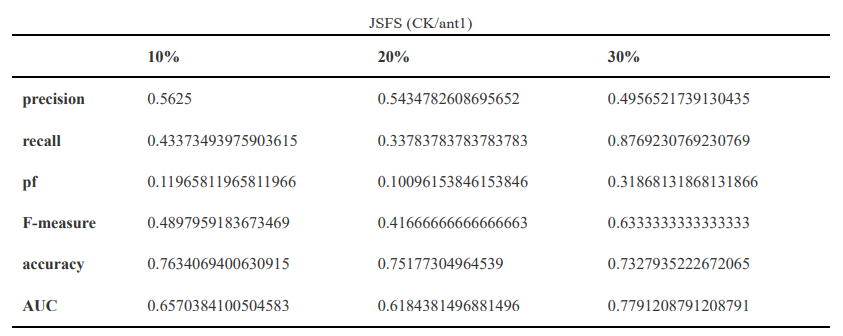 JSFS (CK/ant1)
10% 20% 30%
precision 0.5625 0.5434782608695652 0.4956521739130435
recall 0.43373493975903615 0.33783783783783783 0.8769230769230769
pf 0.11965811965811966 0.10096153846153846 0.31868131868131866
F-measure 0.4897959183673469 0.41666666666666663 0.6333333333333333
accuracy 0.7634069400630915 0.75177304964539 0.7327935222672065
AUC 0.6570384100504583 0.6184381496881496 0.7791208791208791